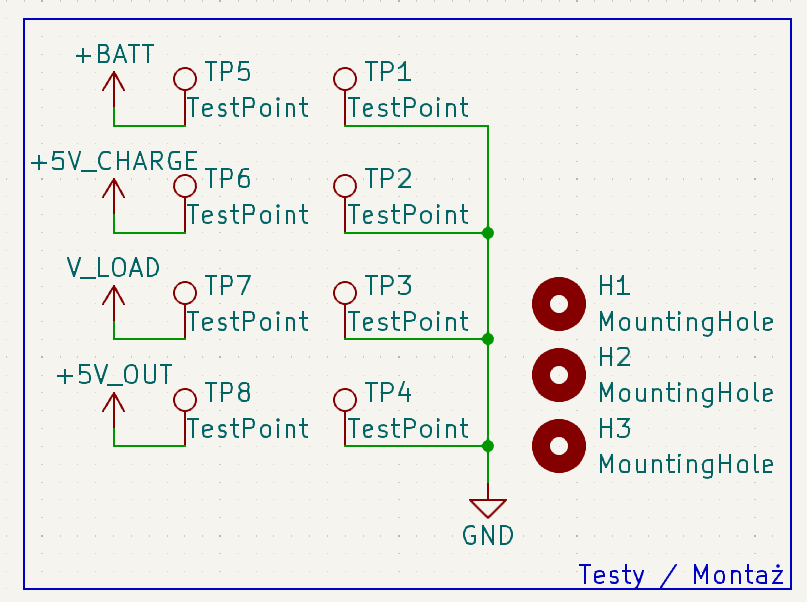 +BATT
TP5
TestPoint
TP1
TestPoint
+5V_CHARGE
TP6
TestPoint
TP2
TestPoint
V_LOAD
TP7
TestPoint
TP3
TestPoint
H1
MountingHole
+5V_OUT
TP8
TestPoint
TP4
TestPoint
H2
MountingHole
H3
MountingHole
GND
Testy / Montaż